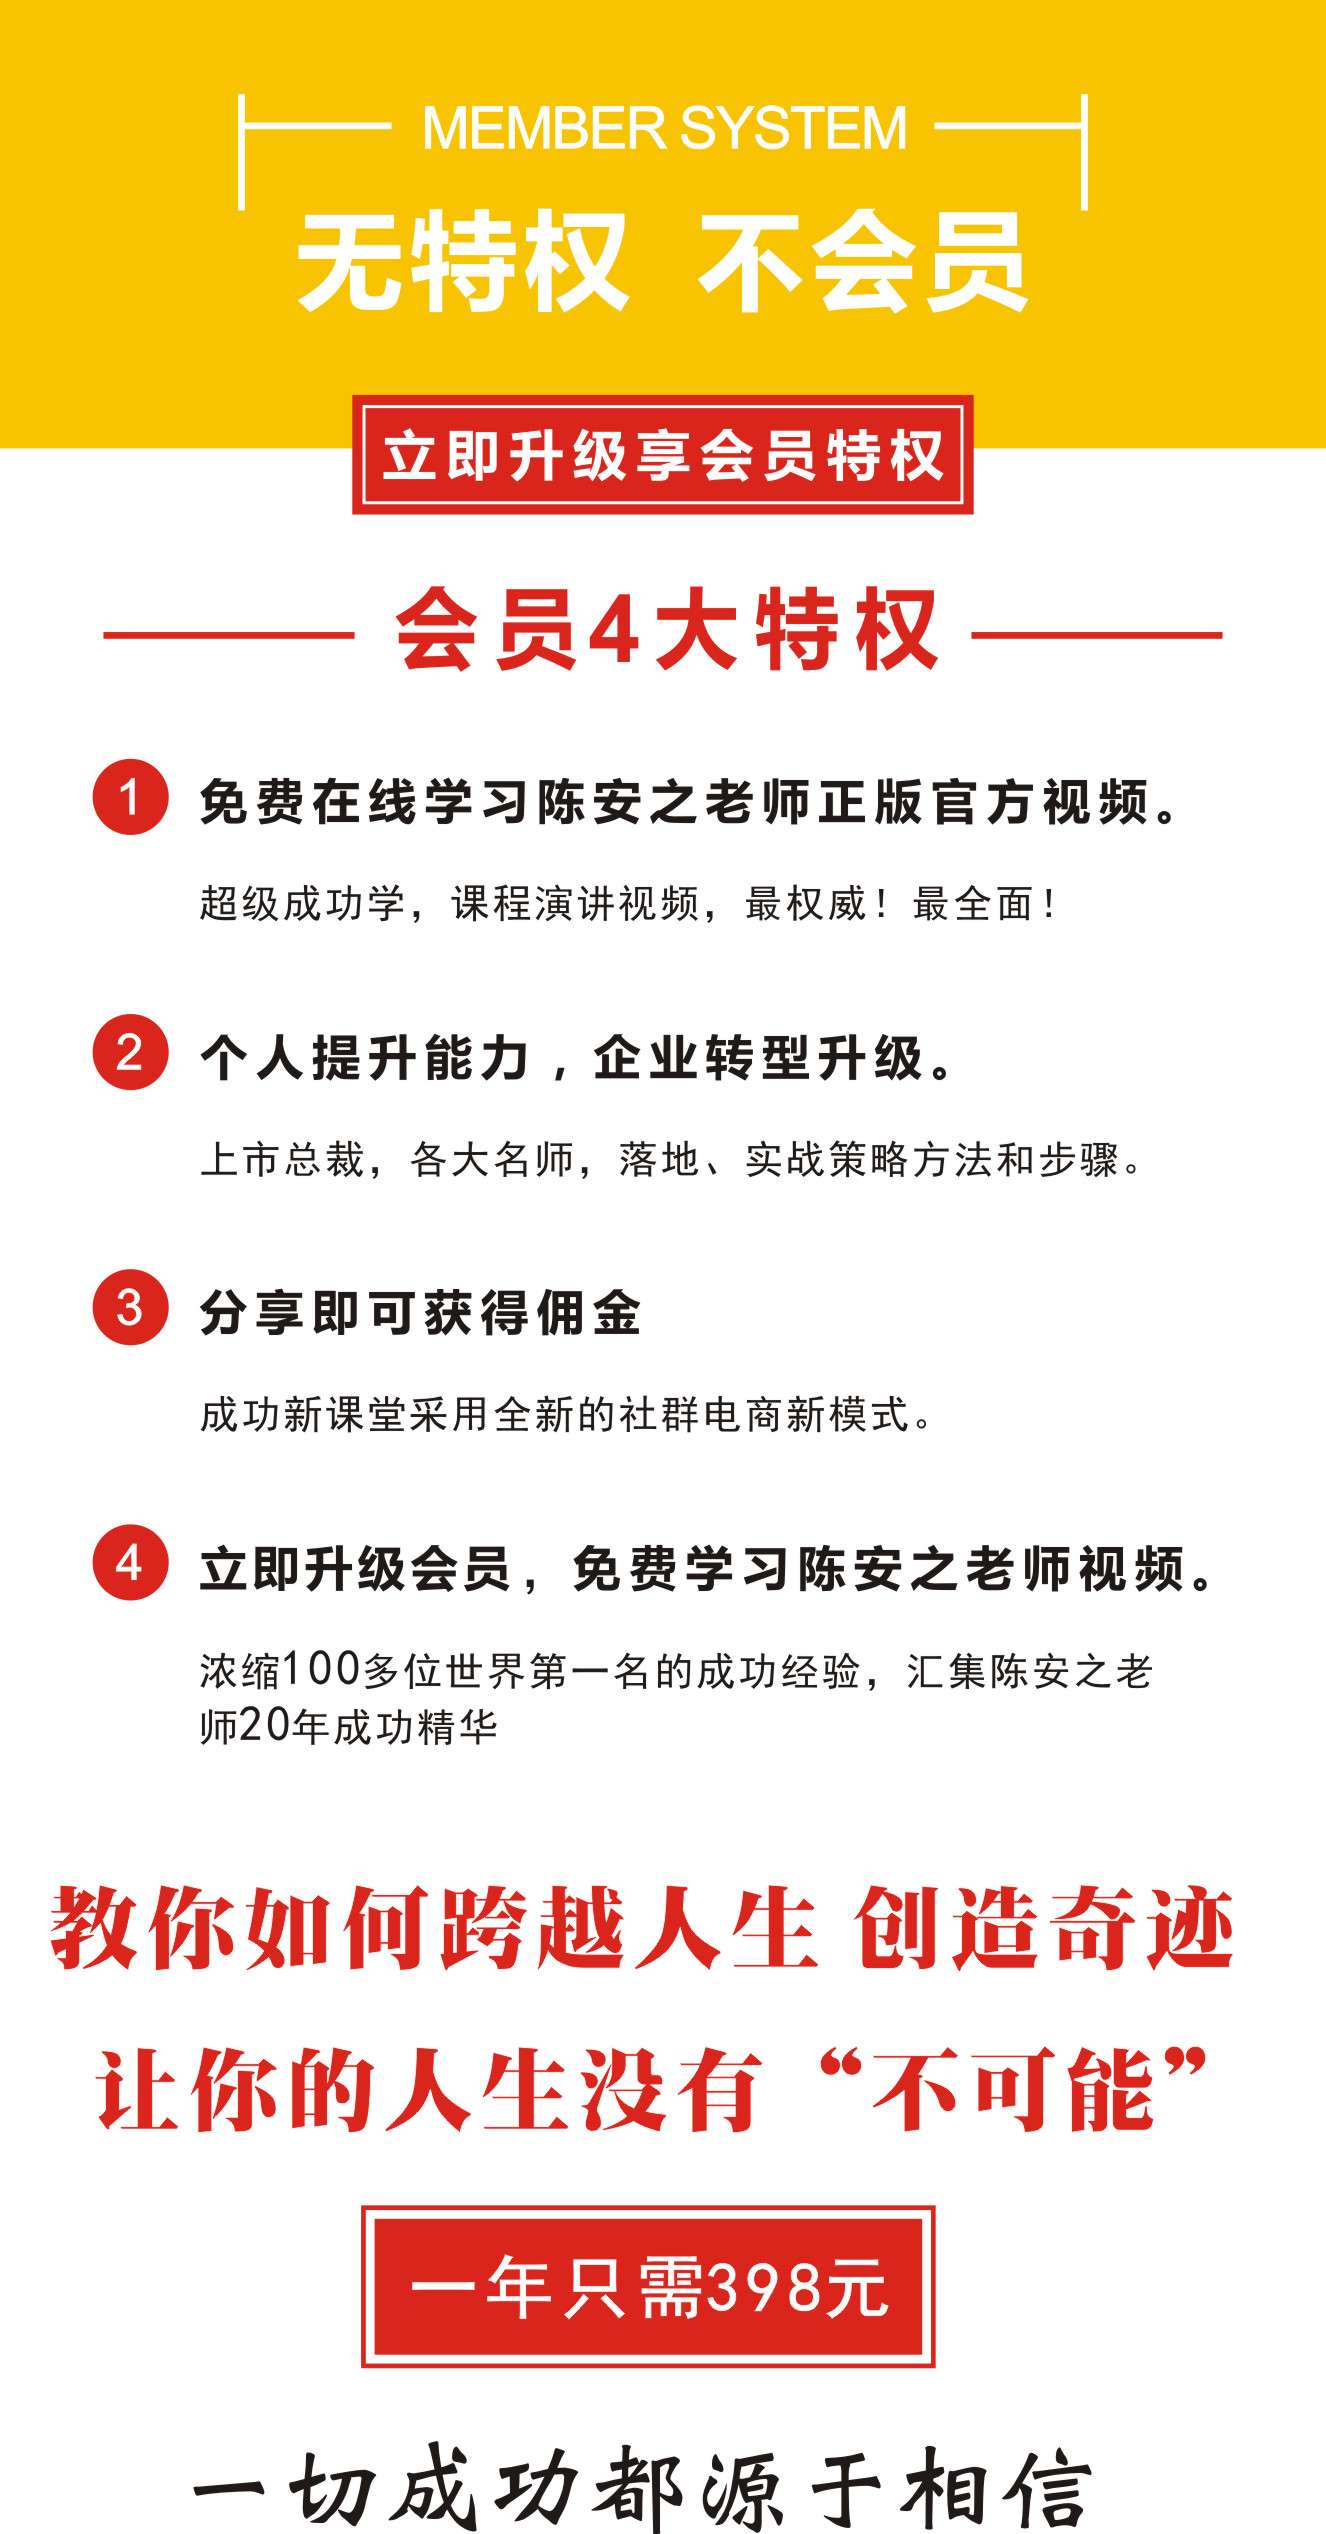 MEMBER SYSTEM
无特权 不会员
立即升级享会员特权
会员4大特权
1 免费在线学习陈安之老师正版官方视频。
超级成功学，课程演讲视频，最权威！最全面！
2 个人提升能力，企业转型升级。
上市总裁，各大名师，落地、实战策略方法和步骤。
3 分享即可获得佣金
成功新课堂采用全新的社群电商新模式。
4 立即升级会员，免费学习陈安之老师视频。
浓缩100多位世界第一名的成功经验，汇集陈安之老
师20年成功精华
教你如何跨越人生 创造奇迹
让你的人生没有“不可能”
一年只需398元
一切成功都源于相信